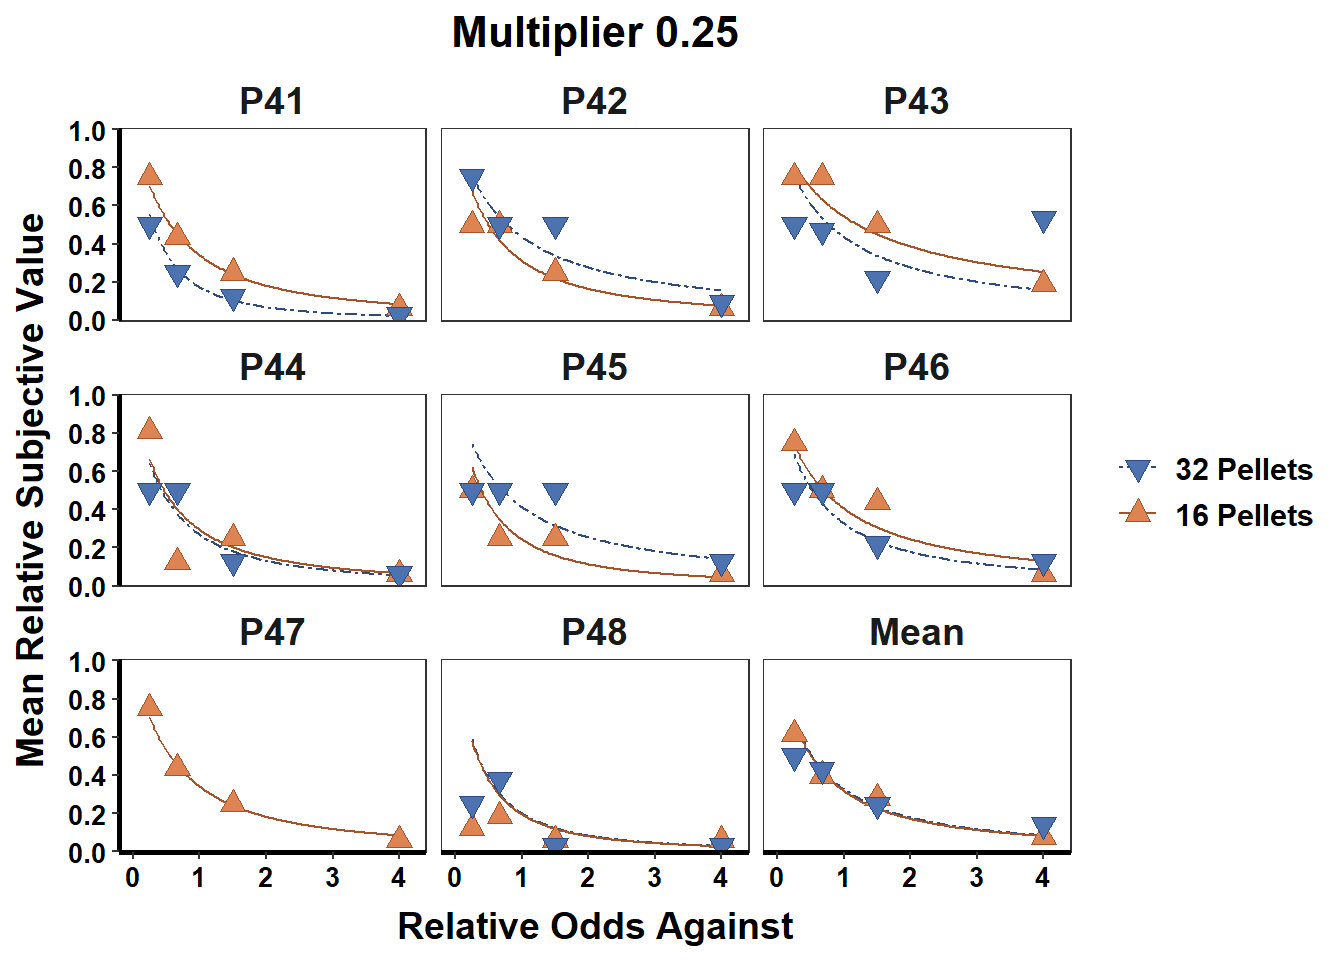 Multiplier 0.25
P41 P42 P43
1.0
0.8
0.6
0.4
0.2
0.0
P44 P45 P46
1.0
0.8
0.6
0.4
0.2
0.0
P47 P48 Mean
1.0
0.8
0.6
0.4
0.2
0.0
0 1 2 3 4 0 1 2 3 4 0 1 2 3 4
Mean Relative Subjective Value
Relative Odds Against
32 Pellets
16 Pellets